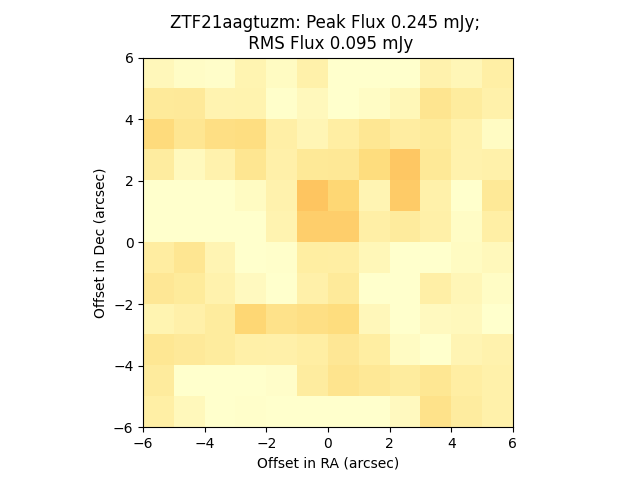 ZTF21aagtuzm: Peak Flux 0.245 mJy;
RMS Flux 0.095 mJy
6
4
2
0
−2
−4
−6
Offset in Dec (arcsec)
−6 −4 −2 0 2 4 6
Offset in RA (arcsec)